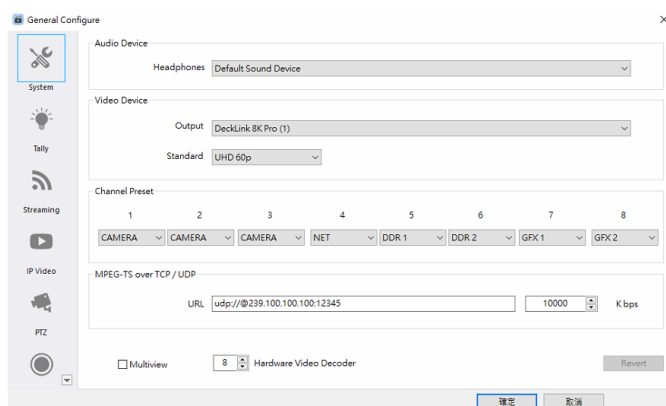 General Configure
System
Tally
Streaming
IP Video
PTZ
Audio Device
Headphones Default Sound Device
Video Device
Output DeckLink 8K Pro (1)
Standard UHD 60p
Channel Preset
1 2 3 4 5 6 7 8
CAMERA CAMERA CAMERA NET DDR 1 DDR 2 GFX 1 GFX 2
MPEG-TS over TCP / UDP
URL udp://@239.100.100.100:12345 10000 K bps
Multiview 8 Hardware Video Decoder Revert
確定 取消